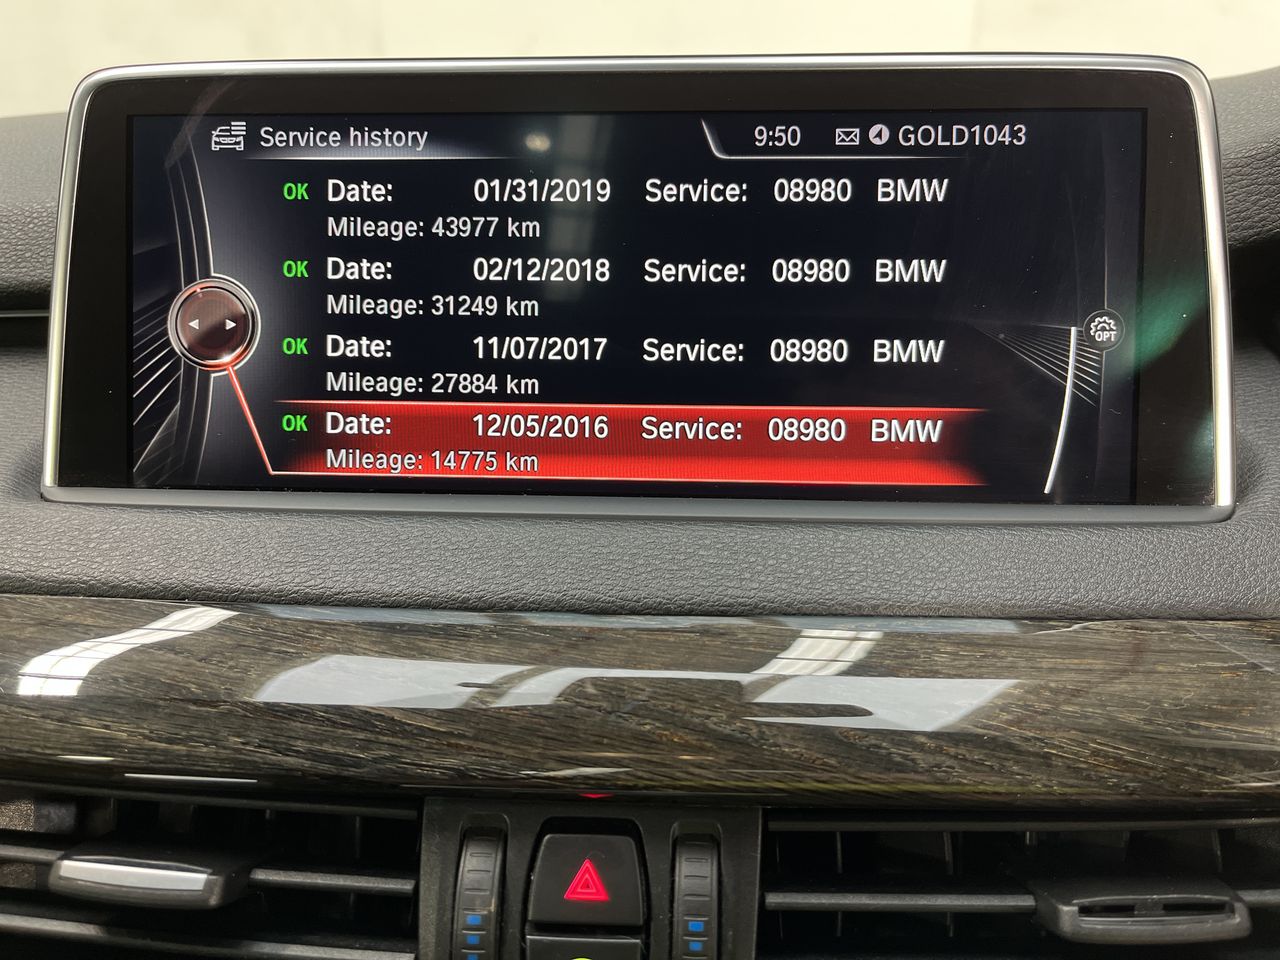 Service history 9:50 GOLD1043
OK Date: 01/31/2019 Service: 08980 BMW
Mileage: 43977 km
OK Date: 02/12/2018 Service: 08980 BMW
Mileage: 31249 km
OK Date: 11/07/2017 Service: 08980 BMW
Mileage: 27884 km
OPT
OK Date: 12/05/2016 Service: 08980 BMW
Mileage: 14775 km